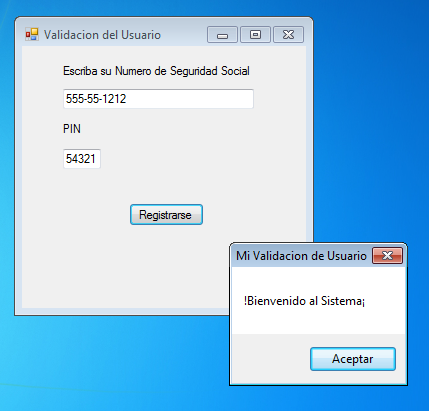 Validacion del Usuario
Escriba su Numero de Seguridad Social
555-55-1212
PIN
54321
Registrarse
Mi Validacion de Usuario
!Bienvenido al Sistema¡
Aceptar